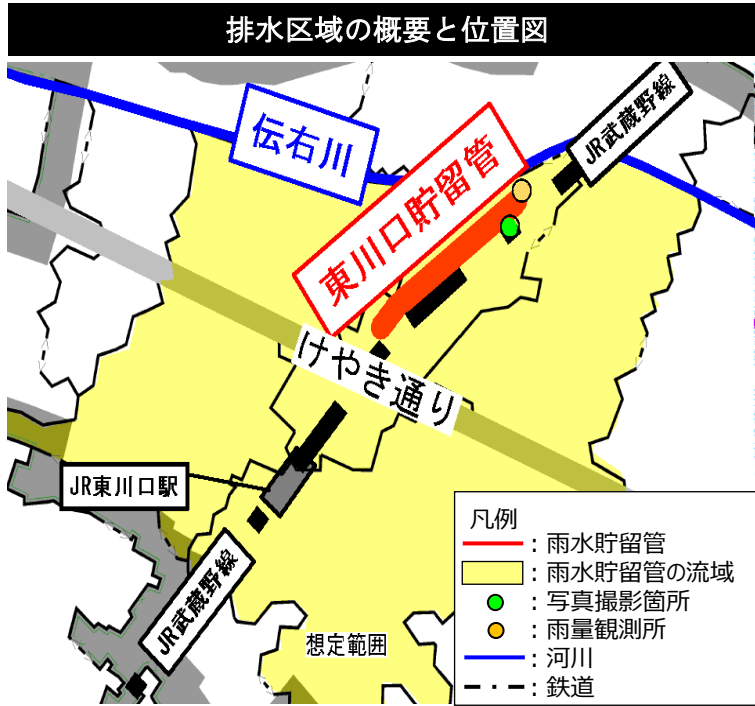 排水区域の概要と位置図
伝右川
東川口貯留管
JR武蔵野線
けやき通り
JR東川口駅
JR武蔵野線
想定範囲
凡例
：雨水貯留管
：雨水貯留管の流域
：写真撮影箇所
：雨量観測所
：河川
：鉄道